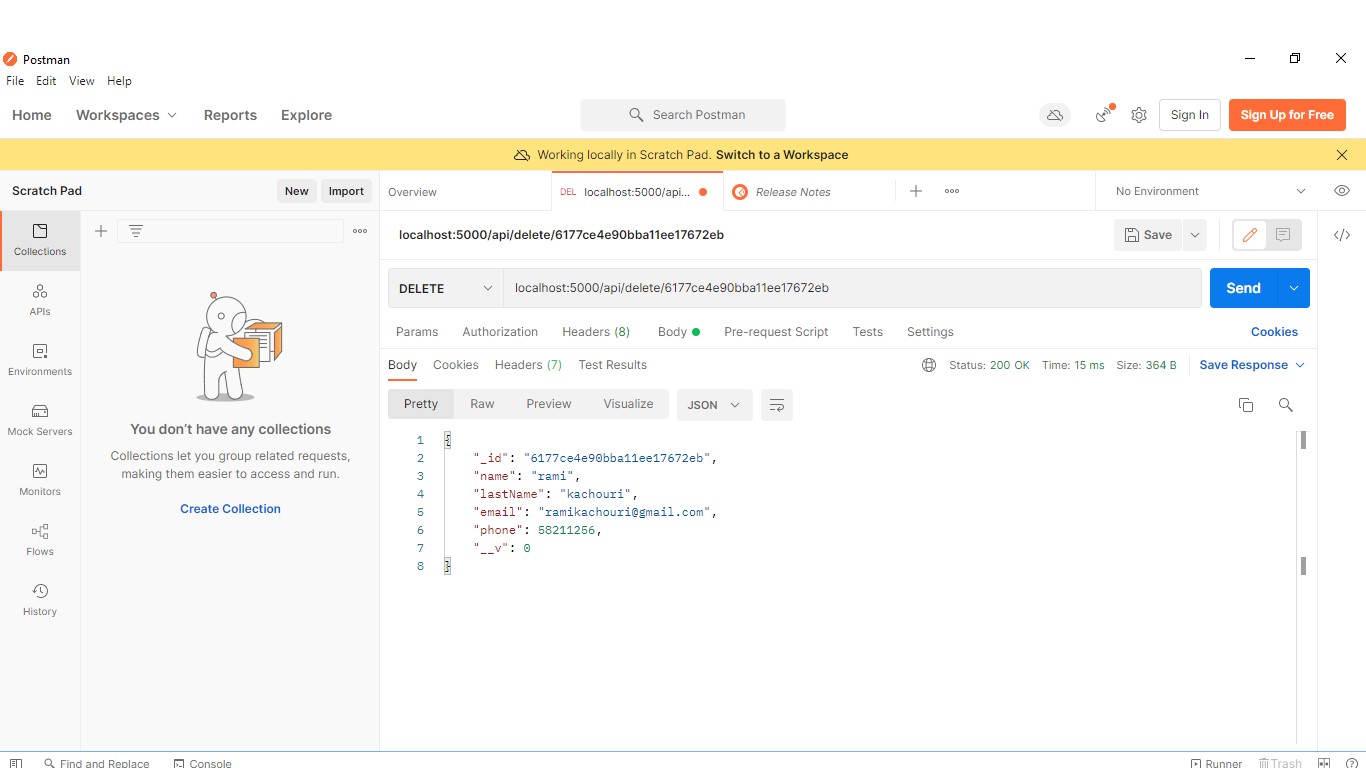 Postman
File Edit View Help
Home Workspaces Reports Explore Search Postman Sign In Sign Up for Free
Working locally in Scratch Pad. Switch to a Workspace
Scratch Pad New Import Overview DEL localhost:5000/api... Release Notes No Environment
localhost:5000/api/delete/6177ce4e90bba11ee17672eb Save
Collections
DELETE localhost:5000/api/delete/6177ce4e90bba11ee17672eb Send
APIs
Params Authorization Headers (8) Body Pre-request Script Tests Settings Cookies
Body Cookies Headers (7) Test Results Status: 200 OK Time: 15 ms Size: 364 B Save Response
Environments
Pretty Raw Preview Visualize JSON
Mock Servers
You don't have any collections
Collections let you group related requests,
making them easier to access and run.
Create Collection
Monitors
Flows
History
1 {
2 "_id": "6177ce4e90bba11ee17672eb",
3 "name": "rami",
4 "lastName": "kachouri",
5 "email": "ramikachouri@gmail.com",
6 "phone": 58211256,
7 "__v": 0
8 }
Find and Replace Console Runner Trash